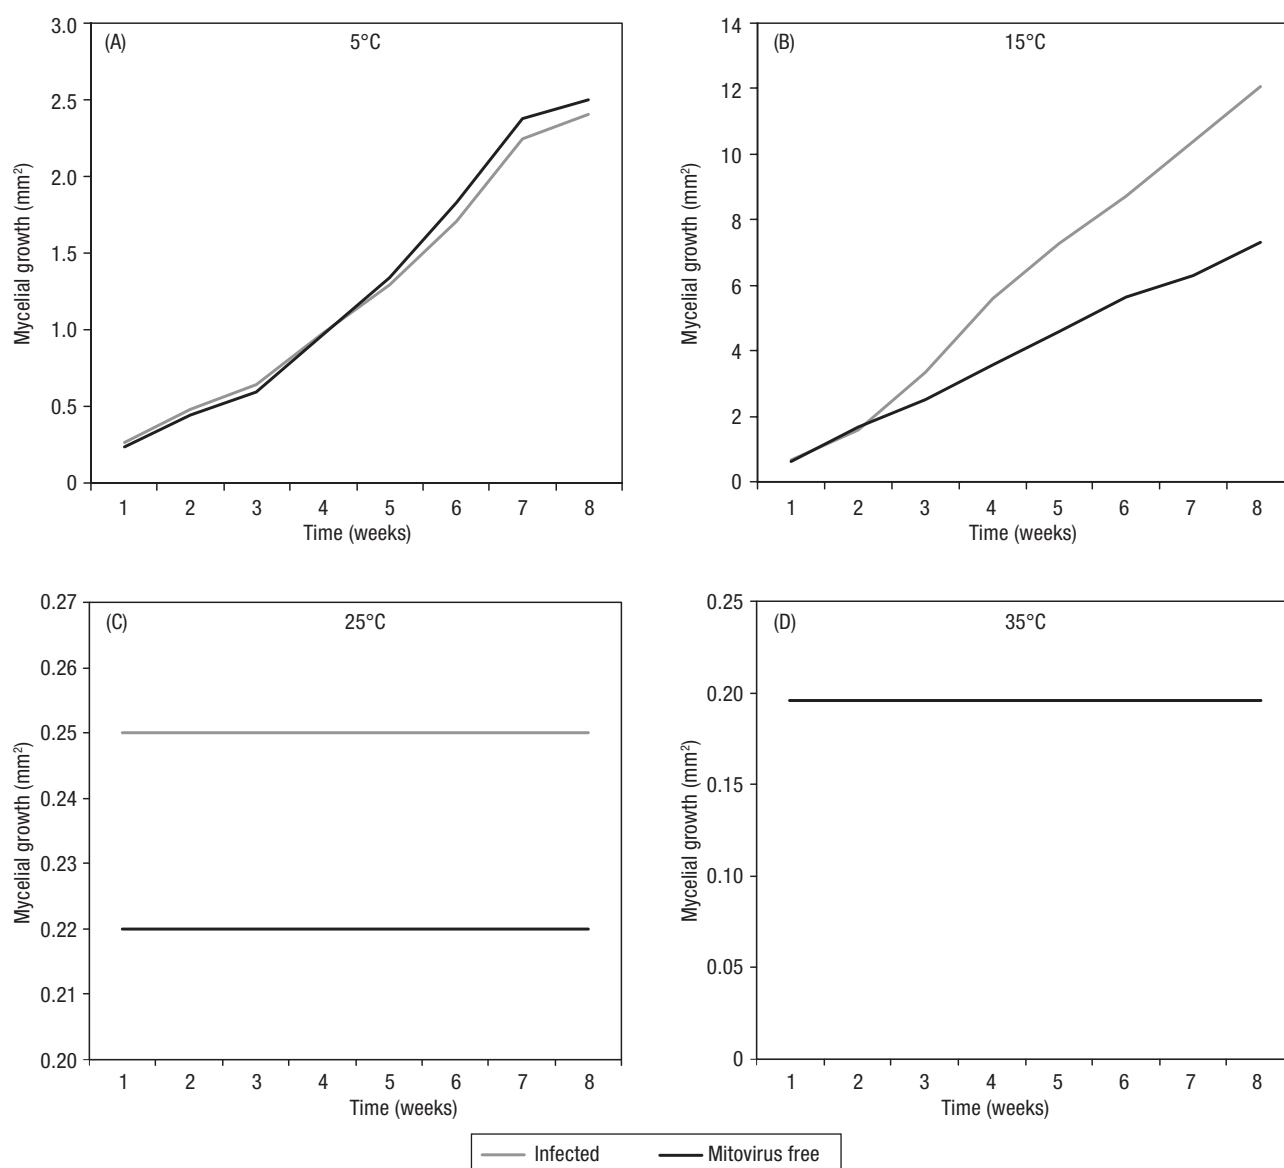 (A) 5°C
3.0
2.5
2.0
1.5
1.0
0.5
0
Mycelial growth (mm²)
1 2 3 4 5 6 7 8
Time (weeks)
(B) 15°C
14
12
10
8
6
4
2
0
Mycelial growth (mm²)
1 2 3 4 5 6 7 8
Time (weeks)
(C) 25°C
0.27
0.26
0.25
0.24
0.23
0.22
0.21
0.20
Mycelial growth (mm²)
1 2 3 4 5 6 7 8
Time (weeks)
(D) 35°C
0.25
0.20
0.15
0.10
0.05
0
Mycelial growth (mm²)
1 2 3 4 5 6 7 8
Time (weeks)
Infected Mitovirus free